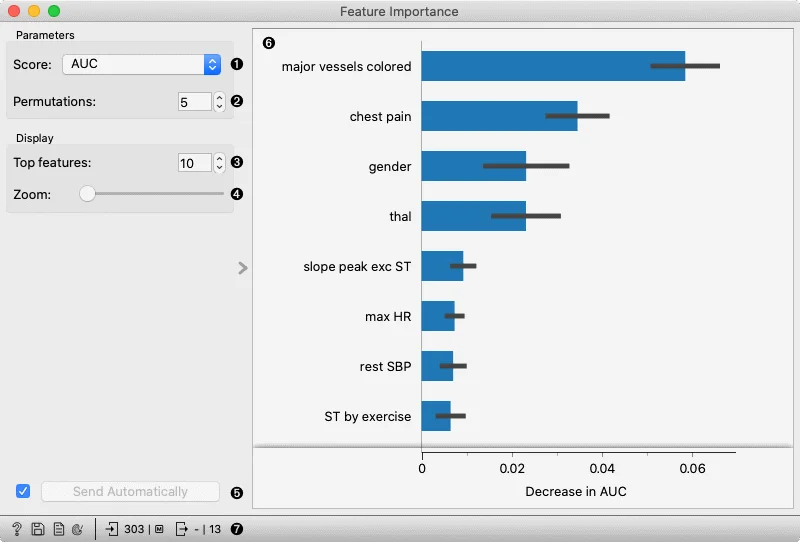 Feature Importance
Parameters
Score: AUC ❶
Permutations: 5 ❷
Display
Top features: 10 ❸
Zoom: ❹
❻
major vessels colored
chest pain
gender
thal
slope peak exc ST
max HR
rest SBP
ST by exercise
0 0.02 0.04 0.06
Decrease in AUC
Send Automatically ❺
? 303 | M - | 13 ❼